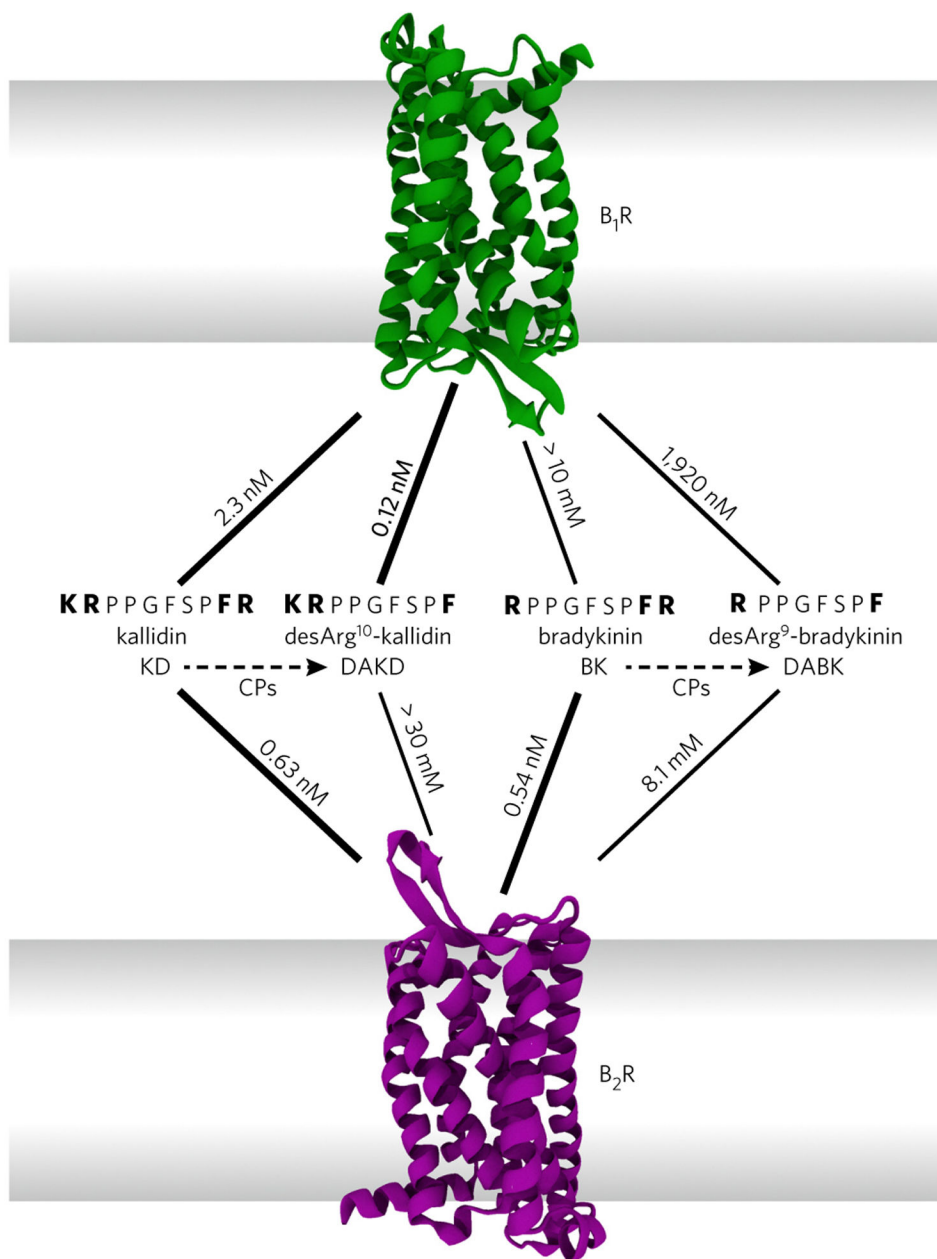 B₁R
2.3 nM
0.12 nM
> 10 mM
1,920 nM
KRPPGFSPFR
KRPPGFSPF
RPPGFSPFR
R PPGFSPF
kallidin
desArg¹⁰-kallidin
bradykinin
desArg⁹-bradykinin
KD
DAKD
BK
DABK
CPs
CPs
0.63 nM
> 30 mM
0.54 nM
8.1 mM
B₂R